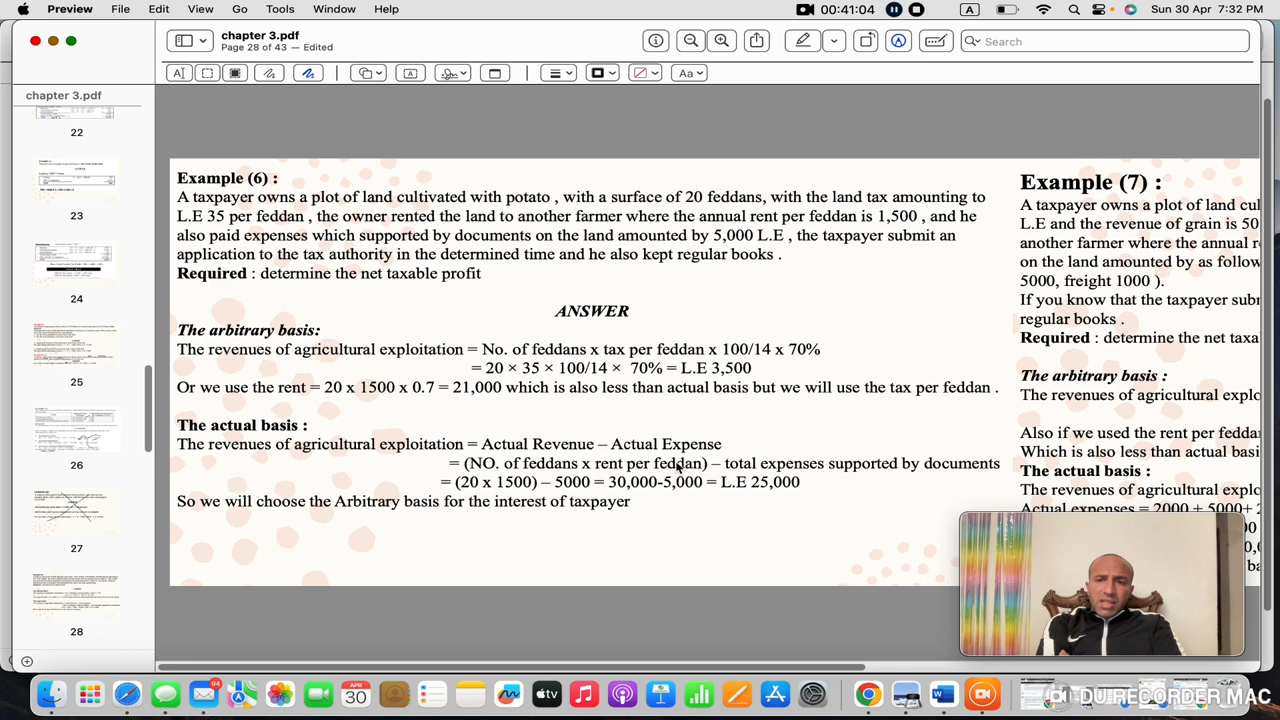 Preview File Edit View Go Tools Window Help
00:41:04 A Sun 30 Apr 7:32 PM
chapter 3.pdf
Page 28 of 43 — Edited
Search
Aa
chapter 3.pdf
22
23
24
25
26
27
28
Example (6) :
A taxpayer owns a plot of land cultivated with potato , with a surface of 20 feddans, with the land tax amounting to
L.E 35 per feddan , the owner rented the land to another farmer where the annual rent per feddan is 1,500 , and he
also paid expenses which supported by documents on the land amounted by 5,000 L.E . the taxpayer submit an
application to the tax authority in the determined time and he also kept regular books .
Required : determine the net taxable profit
ANSWER
The arbitrary basis:
The revenues of agricultural exploitation =No of feddans x tax per feddan x 100/14 x 70%
= 20 × 35 × 100/14 × 70% = L.E 3,500
Or we use the rent = 20 x 1500 x 0.7 = 21,000 which is also less than actual basis but we will use the tax per feddan .
The actual basis :
The revenues of agricultural exploitation = Actual Revenue – Actual Expense
= (NO. of feddans x rent per feddan) – total expenses supported by documents
= (20 x 1500) – 5000 = 30,000-5,000 = L.E 25,000
So will choose the Arbitrary basis for the interest of taxpayer
Example (7) :
A taxpayer owns a plot of land cul
L.E and the revenue of grains is 50
another farmer where the annual r
on the land amounted by as follow
5000, freight 1000 ).
If you know that the taxpayer subr
regular books .
Required : determine the net taxa
The arbitrary basis :
The revenues of agricultural explo
Also if we used the rent per fedda
Which is also less than actual basi
The actual basis :
The revenues of agricultural explo
Actual expenses = 2000 + 5000+ 2
94
APR
30
tv
DU RECORDER MAC